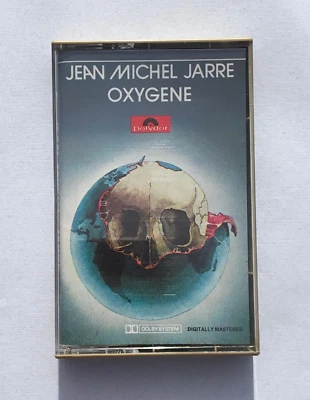 JEAN MICHEL JARRE
OXYGENE
Polydor
DOLBY SYSTEM DIGITALLY MASTERED